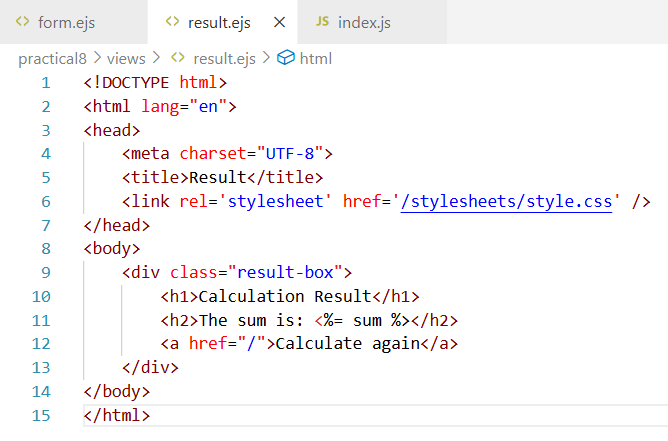 form.ejs result.ejs index.js
practical8 > views > result.ejs > html
1 <!DOCTYPE html>
2 <html lang="en">
3 <head>
4     <meta charset="UTF-8">
5     <title>Result</title>
6     <link rel='stylesheet' href='/stylesheets/style.css' />
7 </head>
8 <body>
9     <div class="result-box">
10         <h1>Calculation Result</h1>
11         <h2>The sum is: <%= sum %></h2>
12         <a href="/">Calculate again</a>
13     </div>
14 </body>
15 </html>